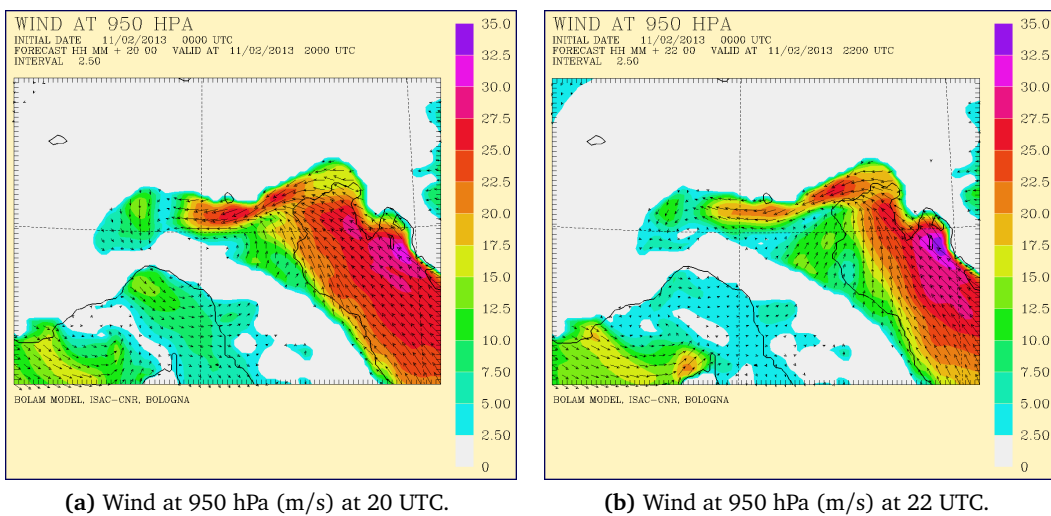 WIND AT 950 HPA
INITIAL DATE 11/02/2013 0000 UTC
FORECAST HH MM + 20 00 VALID AT 11/02/2013 2000 UTC
INTERVAL 2.50
35.0
32.5
30.0
27.5
25.0
22.5
20.0
17.5
15.0
12.5
10.0
7.50
5.00
2.50
0
BOLAM MODEL, ISAC-CNR, BOLOGNA
(a) Wind at 950 hPa (m/s) at 20 UTC.
WIND AT 950 HPA
INITIAL DATE 11/02/2013 0000 UTC
FORECAST HH MM + 22 00 VALID AT 11/02/2013 2200 UTC
INTERVAL 2.50
35.0
32.5
30.0
27.5
25.0
22.5
20.0
17.5
15.0
12.5
10.0
7.50
5.00
2.50
0
BOLAM MODEL, ISAC-CNR, BOLOGNA
(b) Wind at 950 hPa (m/s) at 22 UTC.